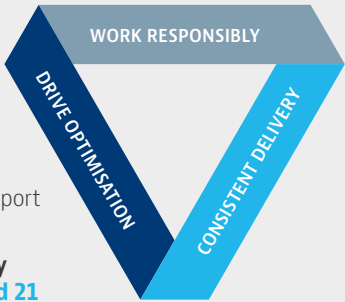 WORK RESPONSIBLY
DRIVE OPTIMISATION
CONSISTENT DELIVERY
port
y
d 21